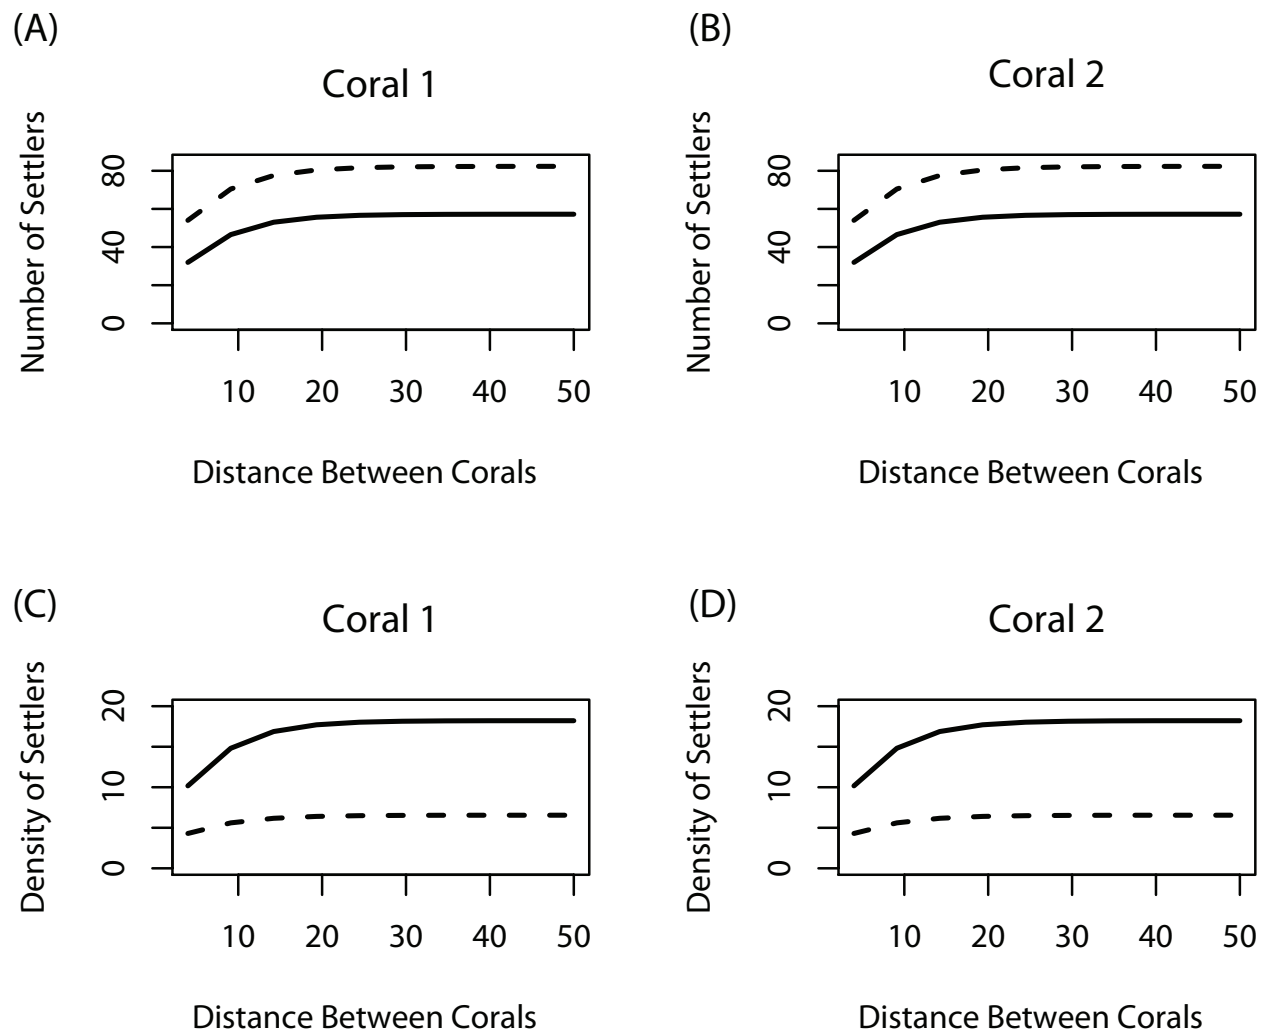 (A)
Coral 1
Number of Settlers
80
40
0
10 20 30 40 50
Distance Between Corals
(B)
Coral 2
Number of Settlers
80
40
0
10 20 30 40 50
Distance Between Corals
(C)
Coral 1
Density of Settlers
20
10
0
10 20 30 40 50
Distance Between Corals
(D)
Coral 2
Density of Settlers
20
10
0
10 20 30 40 50
Distance Between Corals